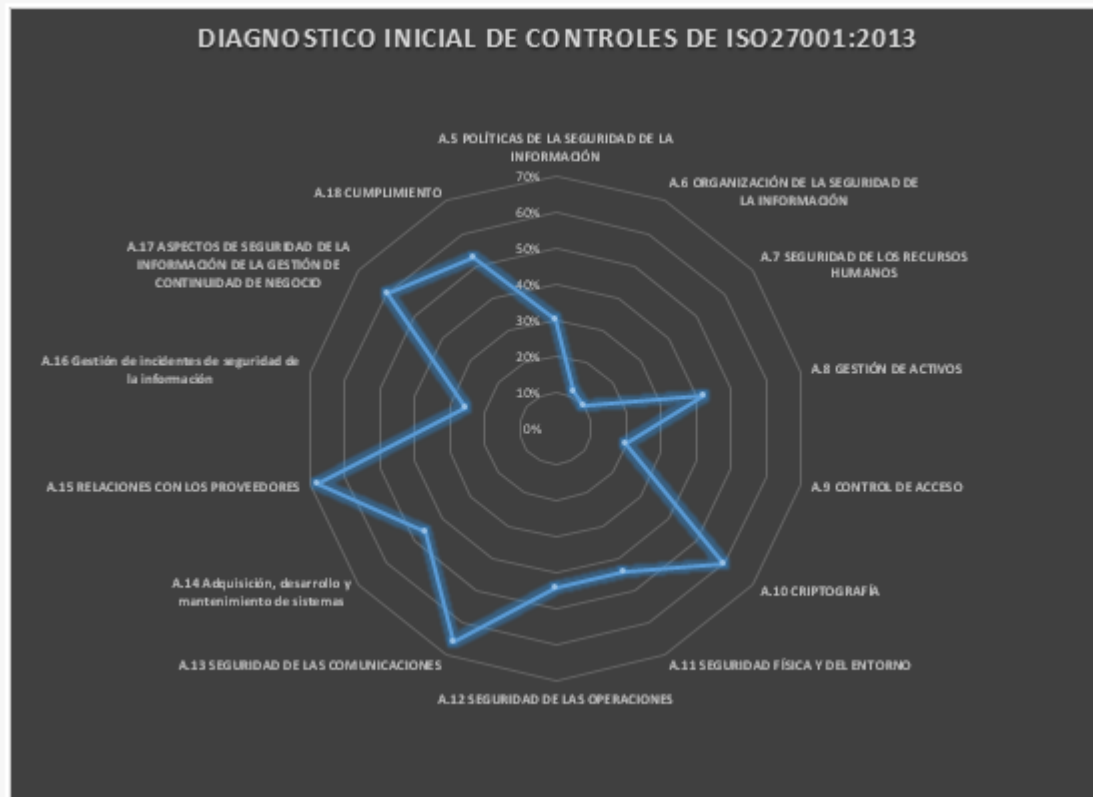 DIAGNOSTICO INICIAL DE CONTROLES DE ISO27001:2013
A.5 POLÍTICAS DE LA SEGURIDAD DE LA
INFORMACIÓN
A.6 ORGANIZACIÓN DE LA SEGURIDAD DE
LA INFORMACIÓN
A.7 SEGURIDAD DE LOS RECURSOS
HUMANOS
A.8 GESTIÓN DE ACTIVOS
A.9 CONTROL DE ACCESO
A.10 CRIPTOGRAFÍA
A.11 SEGURIDAD FÍSICA Y DEL ENTORNO
A.12 SEGURIDAD DE LAS OPERACIONES
A.13 SEGURIDAD DE LAS COMUNICACIONES
A.14 Adquisición, desarrollo y
mantenimiento de sistemas
A.15 RELACIONES CON LOS PROVEEDORES
A.16 Gestión de incidentes de seguridad de
la información
A.17 ASPECTOS DE SEGURIDAD DE LA
INFORMACIÓN DE LA GESTIÓN DE
CONTINUIDAD DE NEGOCIO
A.18 CUMPLIMIENTO
70%
60%
50%
40%
30%
20%
10%
0%